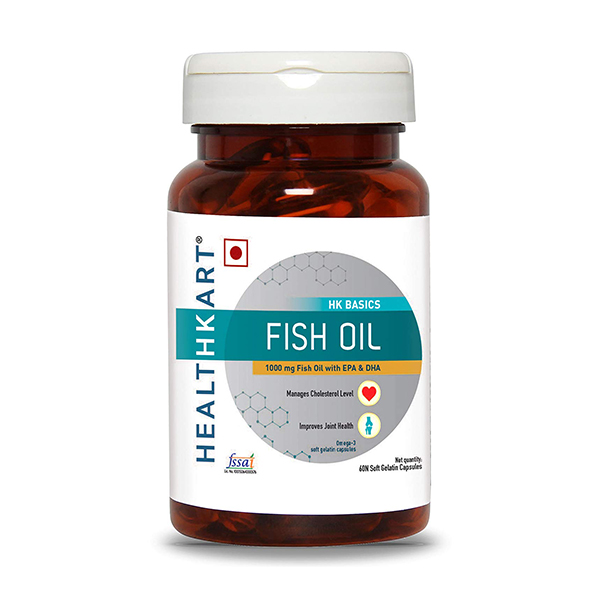 HEALTHKART®
HK BASICS
FISH OIL
1000 mg Fish Oil with EPA & DHA
Manages Cholesterol Level
Improves Joint Health
Omega-3
soft gelatin capsules
fssai
Net quantity,
60N Soft Gelatin Capsules